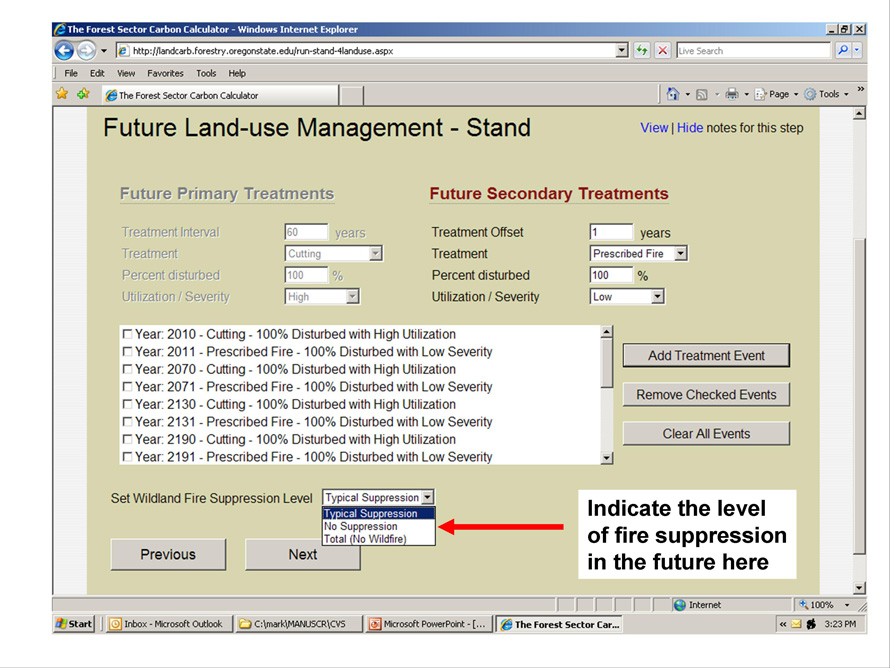 The Forest Sector Carbon Calculator - Windows Internet Explorer
http://landcarb.forestry.oregonstate.edu/run-stand-4landuse.aspx
Live Search
File Edit View Favorites Tools Help
The Forest Sector Carbon Calculator
Page Tools
Future Land-use Management - Stand
View | Hide notes for this step
Future Primary Treatments
Future Secondary Treatments
Treatment Interval 60 years
Treatment Offset 1 years
Treatment Cutting
Treatment Prescribed Fire
Percent disturbed 100 %
Percent disturbed 100 %
Utilization / Severity High
Utilization / Severity Low
Year: 2010 - Cutting - 100% Disturbed with High Utilization
Year: 2011 - Prescribed Fire - 100% Disturbed with Low Severity
Year: 2070 - Cutting - 100% Disturbed with High Utilization
Year: 2071 - Prescribed Fire - 100% Disturbed with Low Severity
Year: 2130 - Cutting - 100% Disturbed with High Utilization
Year: 2131 - Prescribed Fire - 100% Disturbed with Low Severity
Year: 2190 - Cutting - 100% Disturbed with High Utilization
Year: 2191 - Prescribed Fire - 100% Disturbed with Low Severity
Add Treatment Event
Remove Checked Events
Clear All Events
Set Wildland Fire Suppression Level Typical Suppression
Typical Suppression
No Suppression
Total (No Wildfire)
Indicate the level
of fire suppression
in the future here
Previous
Next
Internet 100%
Start Inbox - Microsoft Outlook C:\mark\MANUSCR\CVS Microsoft PowerPoint - [... The Forest Sector Car... 3:23 PM